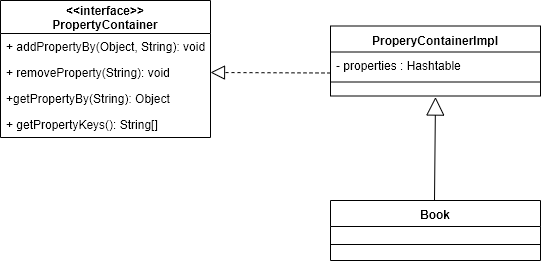 <<interface>>
PropertyContainer
+ addPropertyBy(Object, String): void
+ removeProperty(String): void
+getPropertyBy(String): Object
+ getPropertyKeys(): String[]
ProperyContainerImpl
- properties : Hashtable
Book